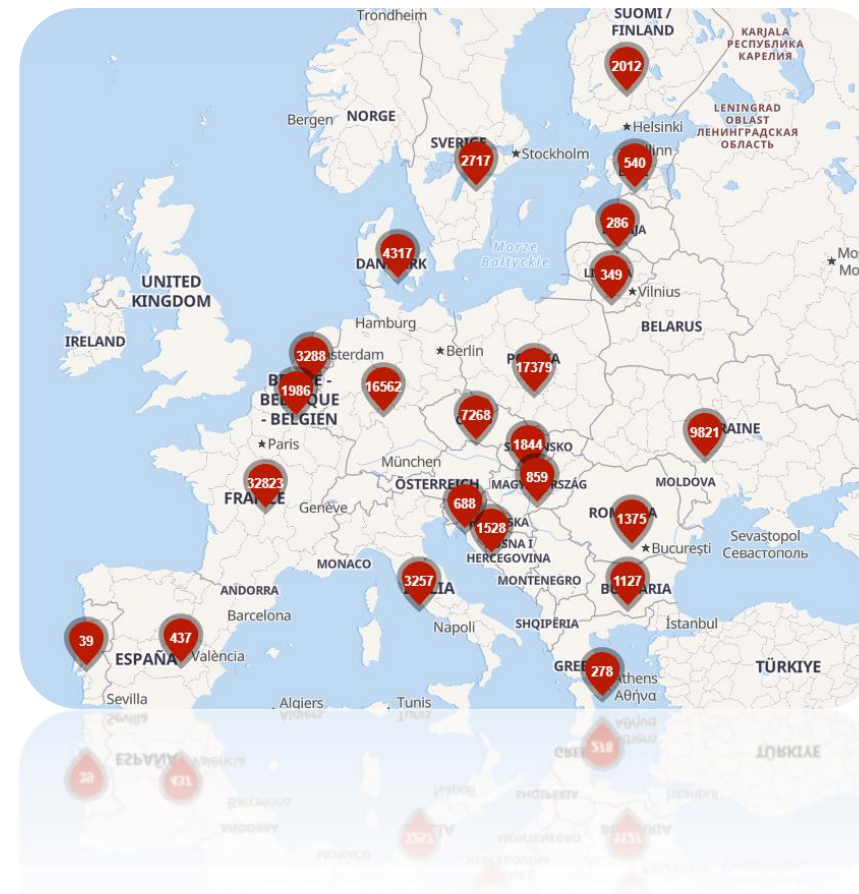 Trondheim
SUOMI /
FINLAND
KARJALA
РЕСПУБЛИКА
КАРЕЛИЯ
2012
LENINGRAD
OBLAST
ЛЕНИНГРАДСКАЯ
ОБЛАСТЬ
Bergen
NORGE
Helsinki
SVERIGE
2717
Stockholm
540
286
4317
349
Morze
Bałtyckie
Vilnius
UNITED
KINGDOM
Hamburg
BELARUS
IRELAND
3288
Berlin
1986
- BELGIEN
16562
17379
7268
9821
Paris
1844
München
ÖSTERREICH
859
MOLDOVA
32823
Genève
688
1528
1375
București
Sevastopol
Севастополь
HERCEGOVINA
MONACO
MONTENEGRO
ANDORRA
3257
1127
Barcelona
Napoli
SHQIPËRIA
İstanbul
39
437
ESPAÑA
València
278
Athens
Αθήνα
TÜRKIYE
Sevilla
Algiers
Tunis